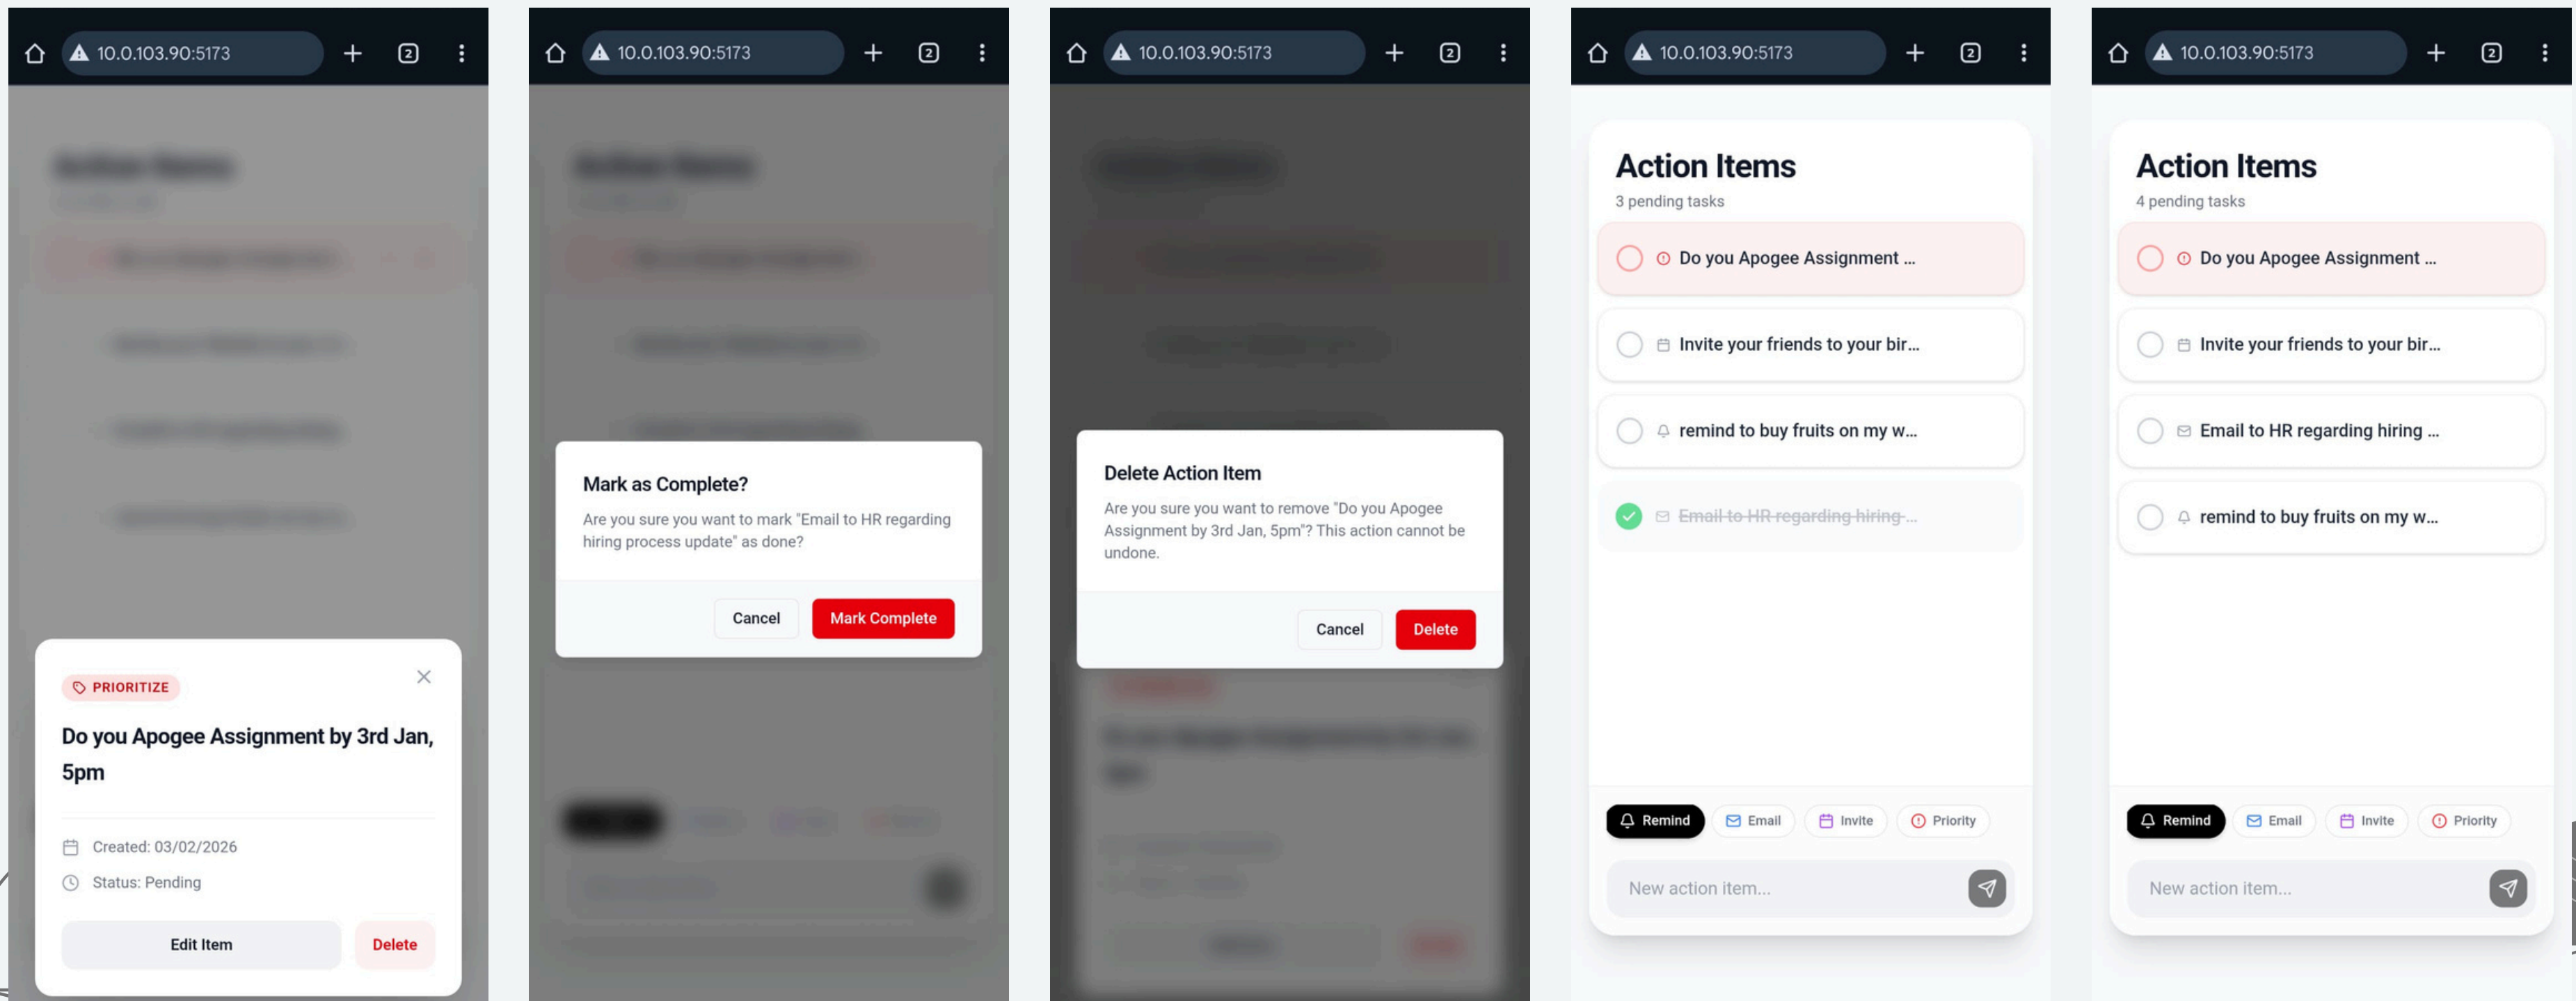 10.0.103.90:5173
2
PRIORITIZE
Do you Apogee Assignment by 3rd Jan,
5pm
Created: 03/02/2026
Status: Pending
Edit Item
Delete
10.0.103.90:5173
2
Mark as Complete?
Are you sure you want to mark "Email to HR regarding
hiring process update" as done?
Cancel
Mark Complete
10.0.103.90:5173
2
Delete Action Item
Are you sure you want to remove "Do you Apogee
Assignment by 3rd Jan, 5pm"? This action cannot be
undone.
Cancel
Delete
10.0.103.90:5173
2
Action Items
3 pending tasks
Do you Apogee Assignment ...
Invite your friends to your bir...
remind to buy fruits on my w...
Email to HR regarding hiring ...
Remind
Email
Invite
Priority
New action item...
10.0.103.90:5173
2
Action Items
4 pending tasks
Do you Apogee Assignment ...
Invite your friends to your bir...
Email to HR regarding hiring ...
remind to buy fruits on my w...
Remind
Email
Invite
Priority
New action item...